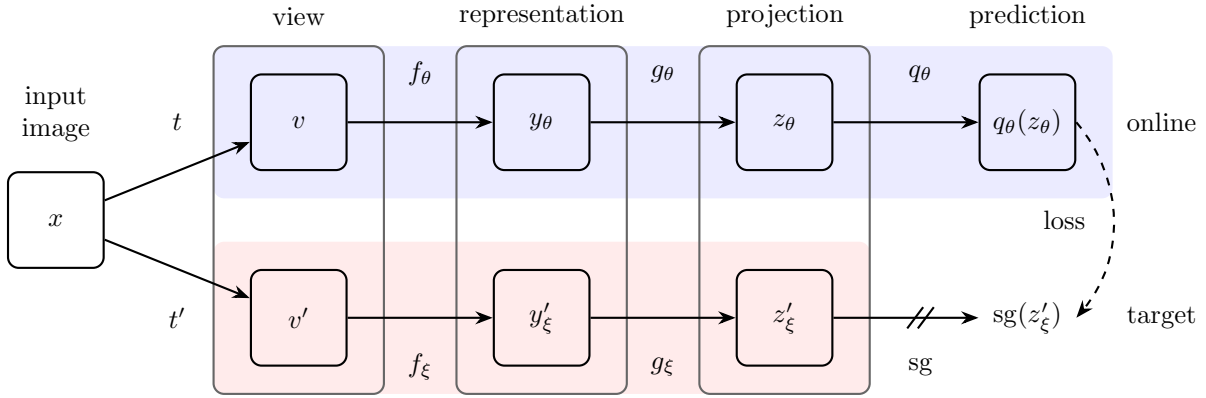 view
representation
projection
prediction
input
image
t
f_θ
g_θ
q_θ
v
y_θ
z_θ
q_θ(z_θ)
online
x
loss
t′
v′
y′_ξ
z′_ξ
sg(z′_ξ)
target
f_ξ
g_ξ
sg